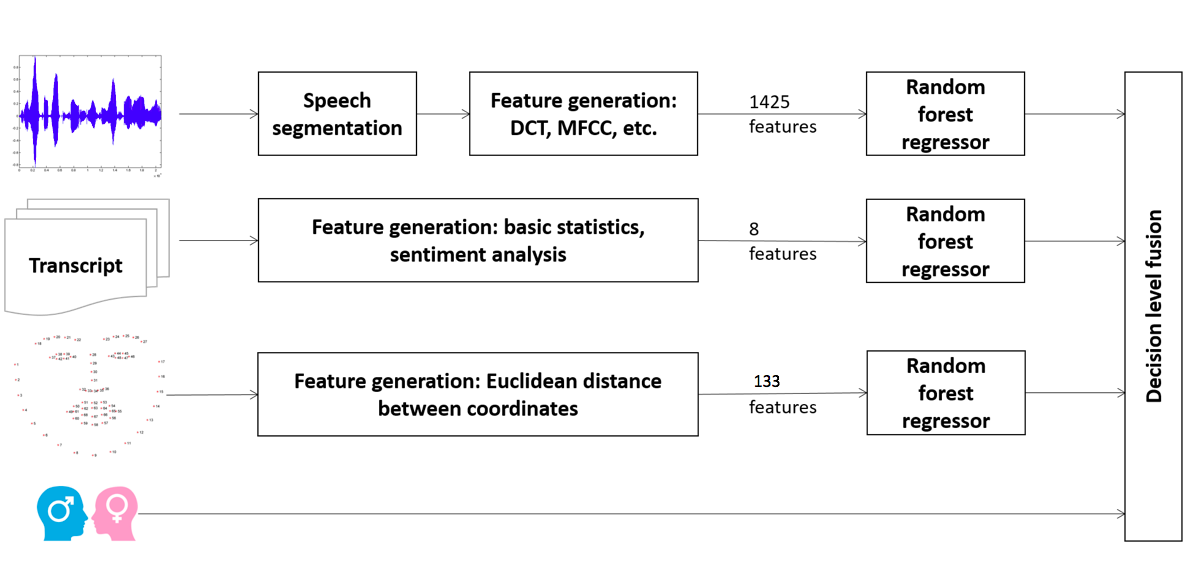 Speech
segmentation
Feature generation:
DCT, MFCC, etc.
1425
features
Random
forest
regressor
Transcript
Feature generation: basic statistics,
sentiment analysis
8
features
Random
forest
regressor
Feature generation: Euclidean distance
between coordinates
133
features
Random
forest
regressor
Decision level fusion